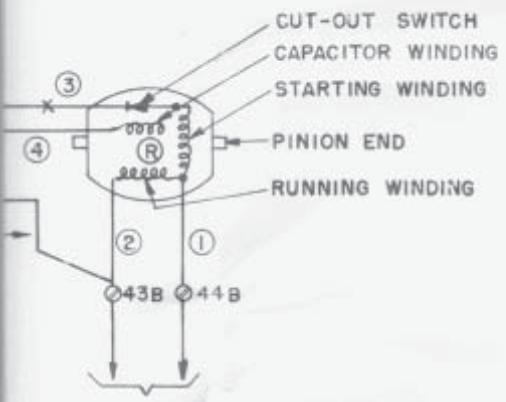 CUT-OUT SWITCH
CAPACITOR WINDING
STARTING WINDING
PINION END
RUNNING WINDING
3
4
R
2
1
43B
44B